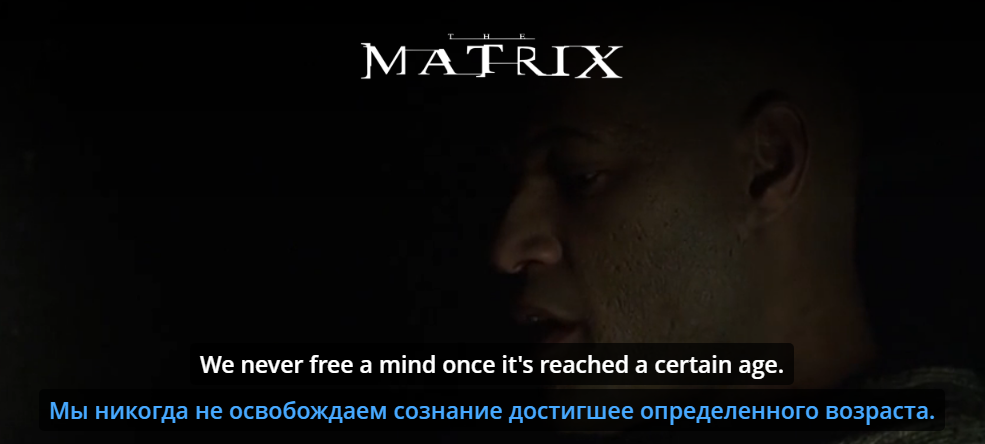 THE
MATRIX
We never free a mind once it's reached a certain age.
Мы никогда не освобождаем сознание достигшее определенного возраста.